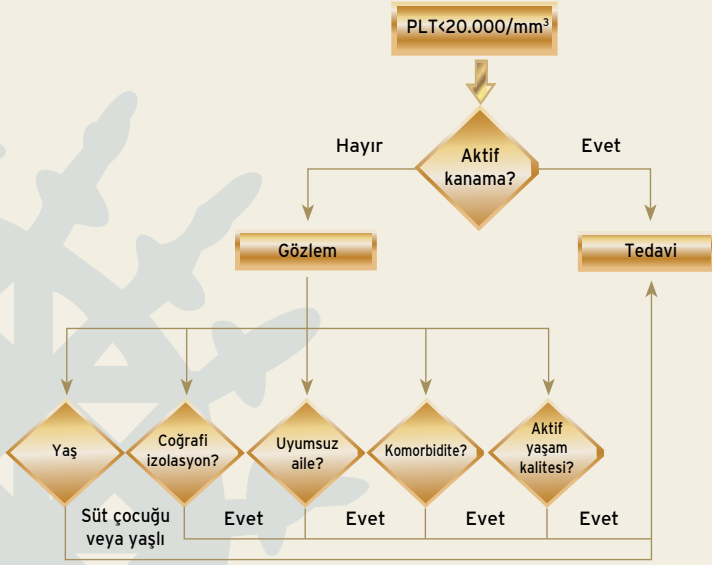 PLT<20.000/mm³
Hayır
Aktif
kanama?
Evet
Gözlem
Tedavi
Yaş
Coğrafi
izolasyon?
Uyumsuz
aile?
Komorbidite?
Aktif
yaşam
kalitesi?
Süt çocuğu
veya yaşlı
Evet
Evet
Evet
Evet